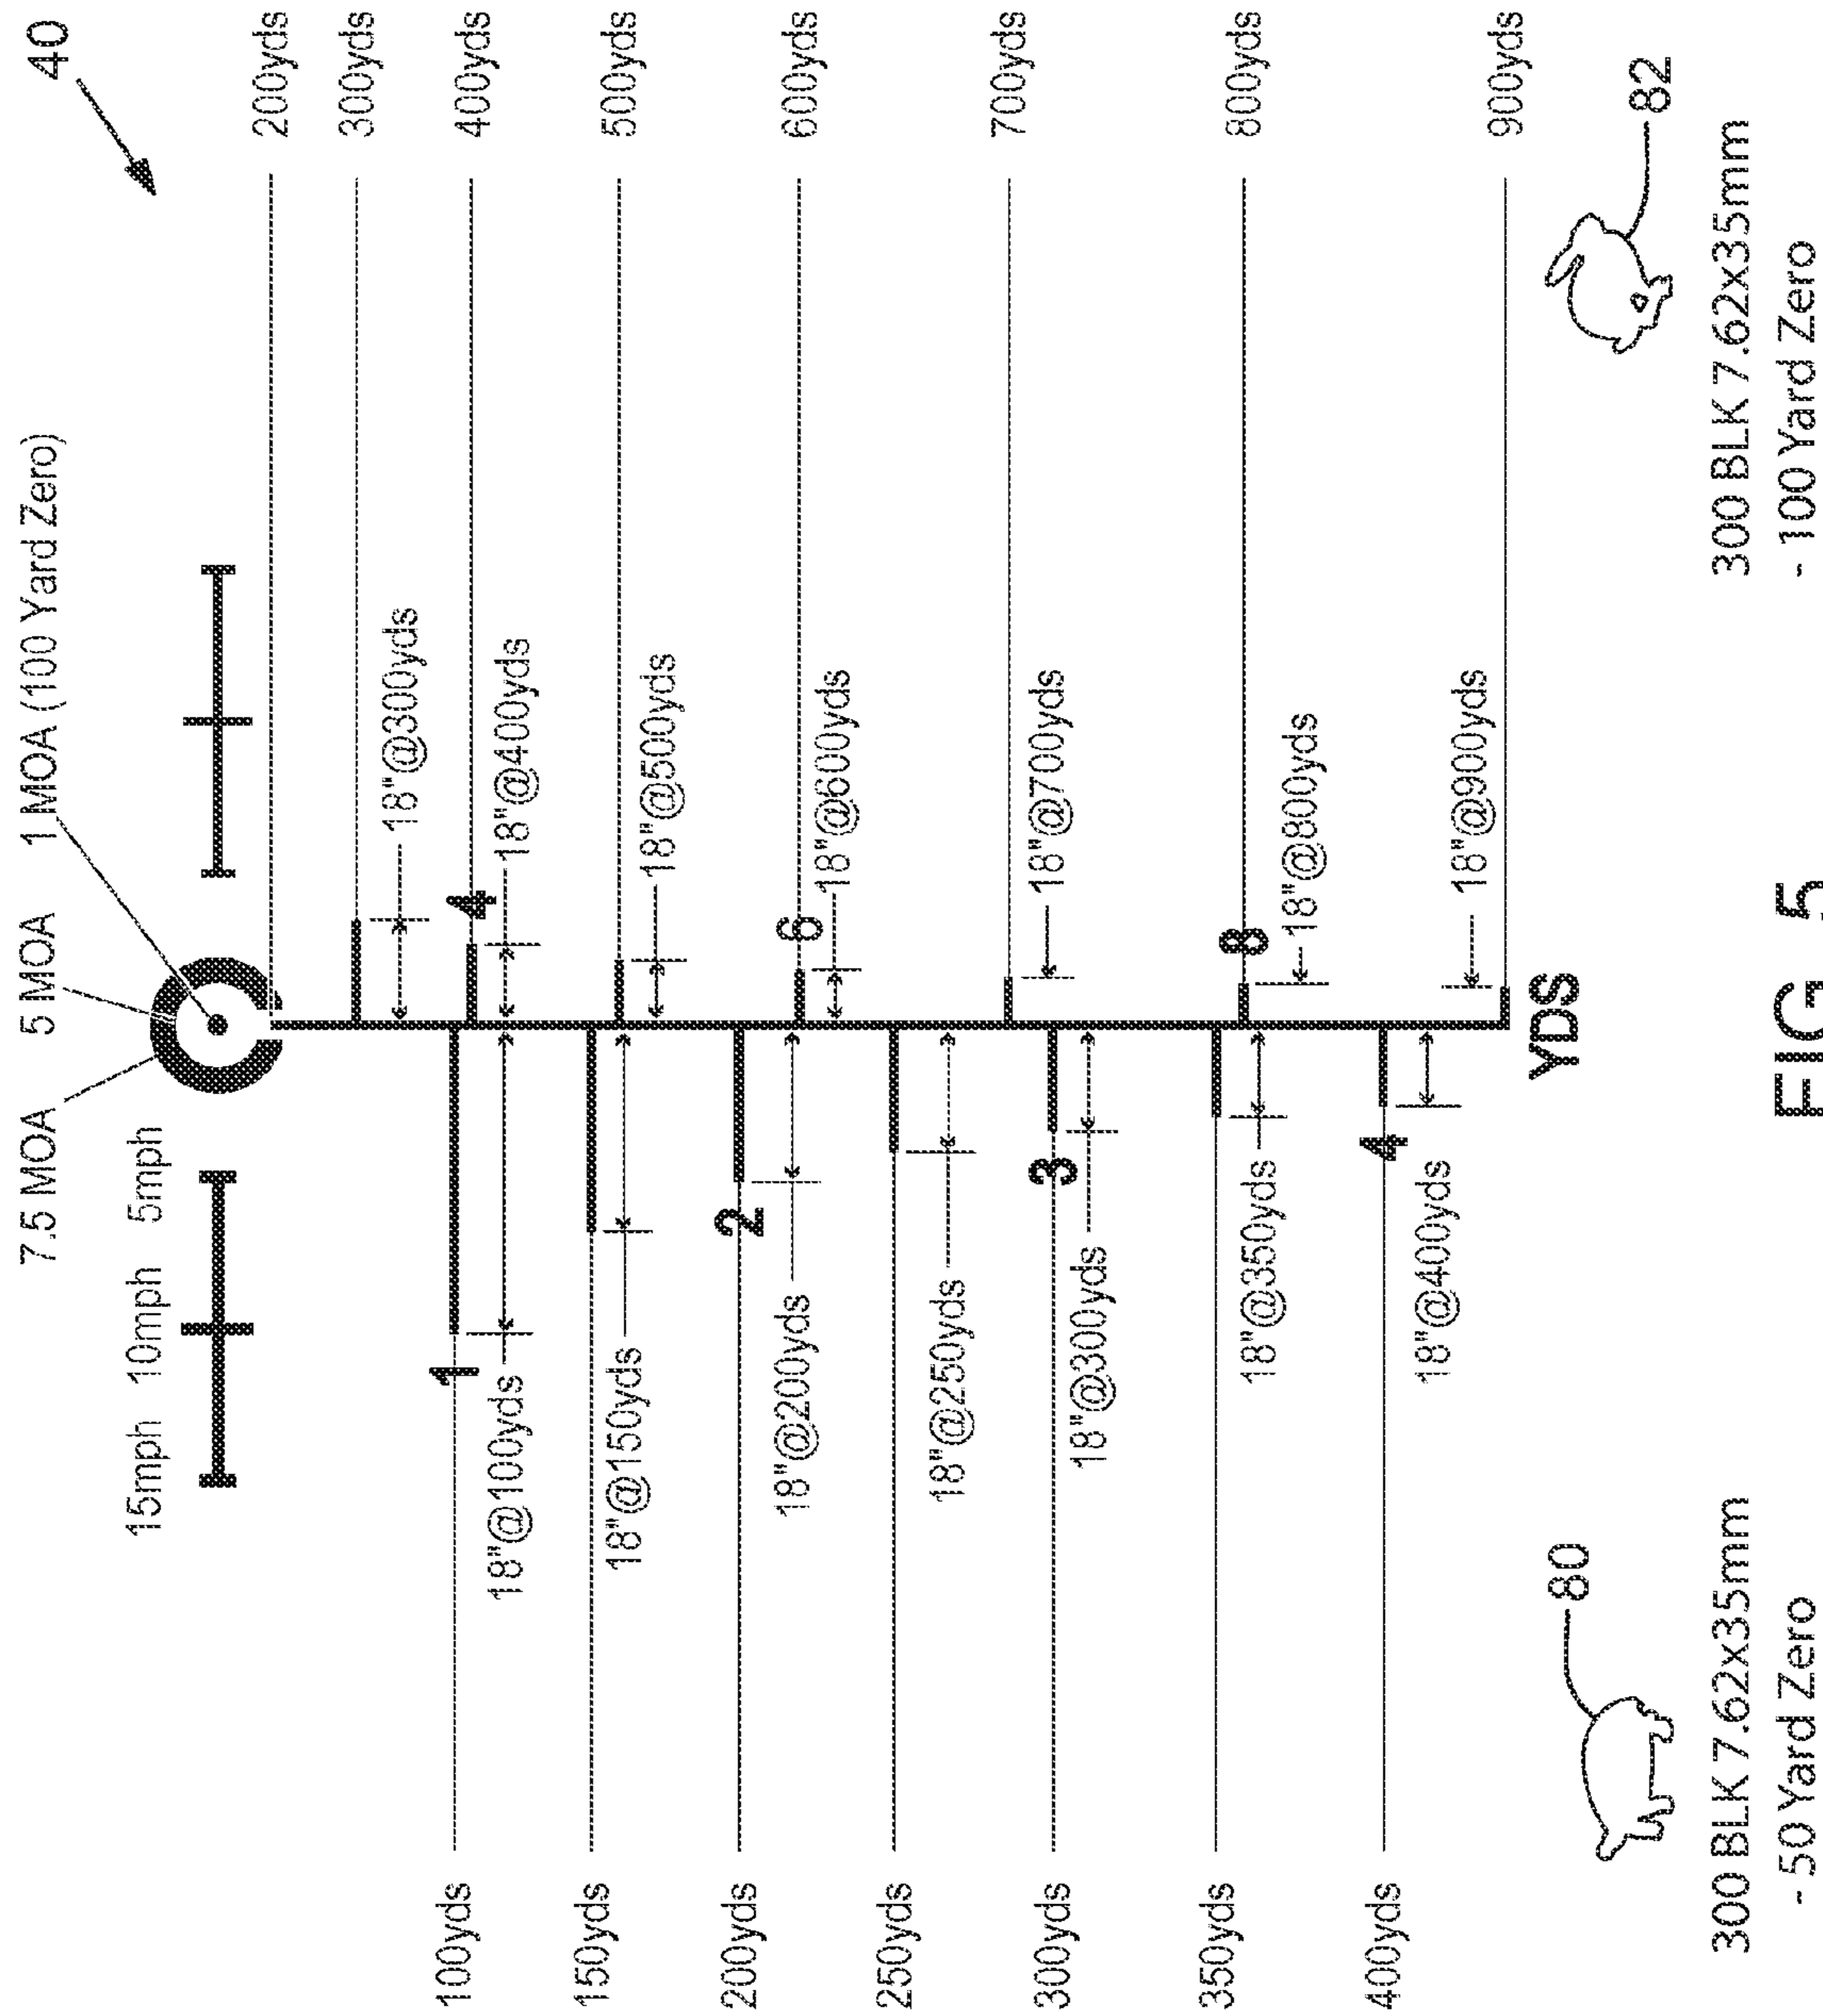 40
7.5 MOA 5 MOA 1 MOA (100 Yard Zero)
15mph 10mph 5mph
200yds
300yds
18"@300yds
400yds
4
18"@400yds
100yds
1
18"@100yds
500yds
18"@500yds
150yds
18"@150yds
600yds
6
18"@600yds
200yds
2
18"@200yds
250yds
18"@250yds
700yds
18"@700yds
300yds
3
18"@300yds
800yds
8
18"@800yds
350yds
18"@350yds
400yds
4
18"@400yds
900yds
18"@900yds
YDS
80
82
300 BLK 7.62x35mm
- 50 Yard Zero
300 BLK 7.62x35mm
- 100 Yard Zero
FIG. 5